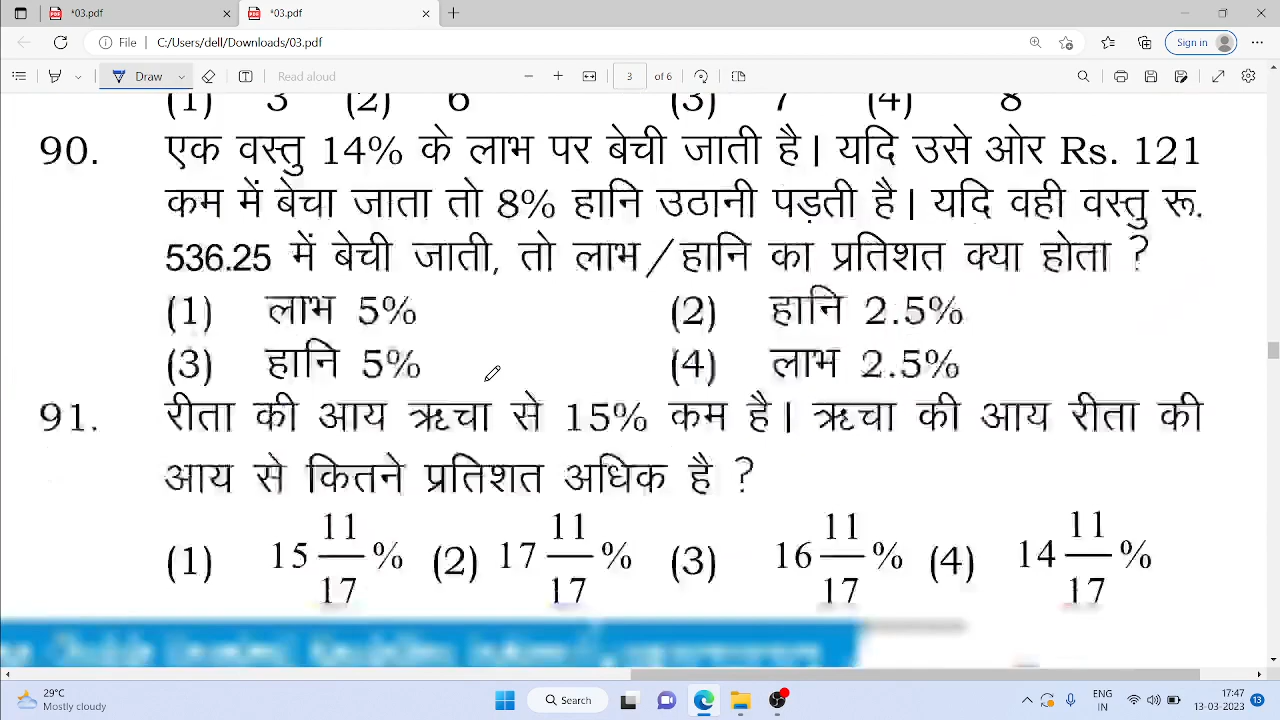 *03.pdf
*03.pdf
File C:/Users/dell/Downloads/03.pdf
Sign in
Draw
Read aloud
3 of 6
(1) 3 (2) 6 (3) 7 (4) 8
90. एक वस्तु 14% के लाभ पर बेची जाती है। यदि उसे ओर Rs. 121
कम में बेचा जाता तो 8% हानि उठानी पड़ती है। यदि वही वस्तु रू.
536.25 में बेची जाती, तो लाभ/हानि का प्रतिशत क्या होता ?
(1) लाभ 5% (2) हानि 2.5%
(3) हानि 5% (4) लाभ 2.5%
91. रीता की आय ऋचा से 15% कम है। ऋचा की आय रीता की
आय से कितने प्रतिशत अधिक है ?
(1) 15 11/17 % (2) 17 11/17 % (3) 16 11/17 % (4) 14 11/17 %
29°C
Mostly cloudy
Search
ENG
IN
17:47
13-03-2023
13